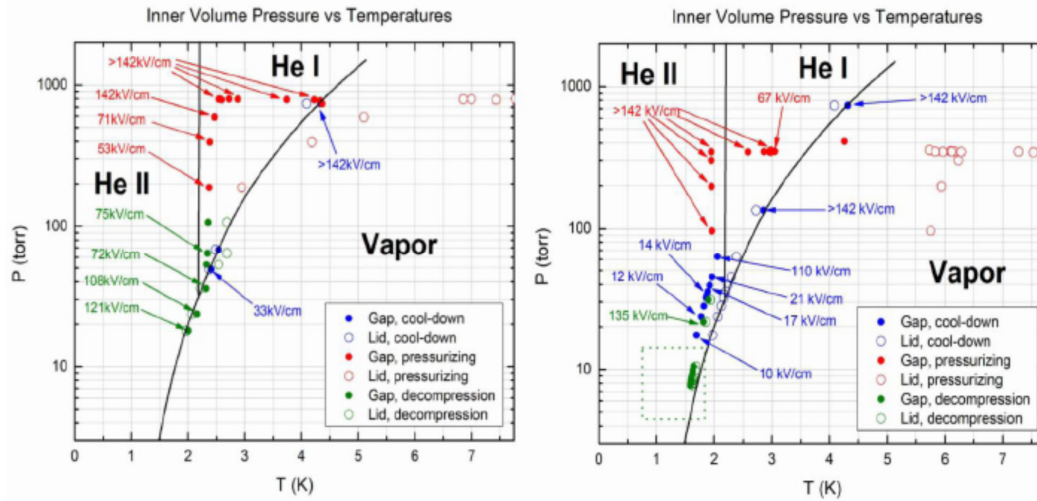 Inner Volume Pressure vs Temperatures
>142kV/cm
He I
1000
142kV/cm
71kV/cm
>142kV/cm
53kV/cm
He II
P (torr)
100
75kV/cm
Vapor
72kV/cm
108kV/cm
33kV/cm
121kV/cm
10
Gap, cool-down
Lid, cool-down
Gap, pressurizing
Lid, pressurizing
Gap, decompression
Lid, decompression
0 1 2 3 4 5 6 7
T (K)
Inner Volume Pressure vs Temperatures
He II
He I
67 kV/cm
1000
>142 kV/cm
>142 kV/cm
P (torr)
100
>142 kV/cm
14 kV/cm
110 kV/cm
Vapor
12 kV/cm
21 kV/cm
135 kV/cm
17 kV/cm
10 kV/cm
10
Gap, cool-down
Lid, cool-down
Gap, pressurizing
Lid, pressurizing
Gap, decompression
Lid, decompression
0 1 2 3 4 5 6 7
T (K)